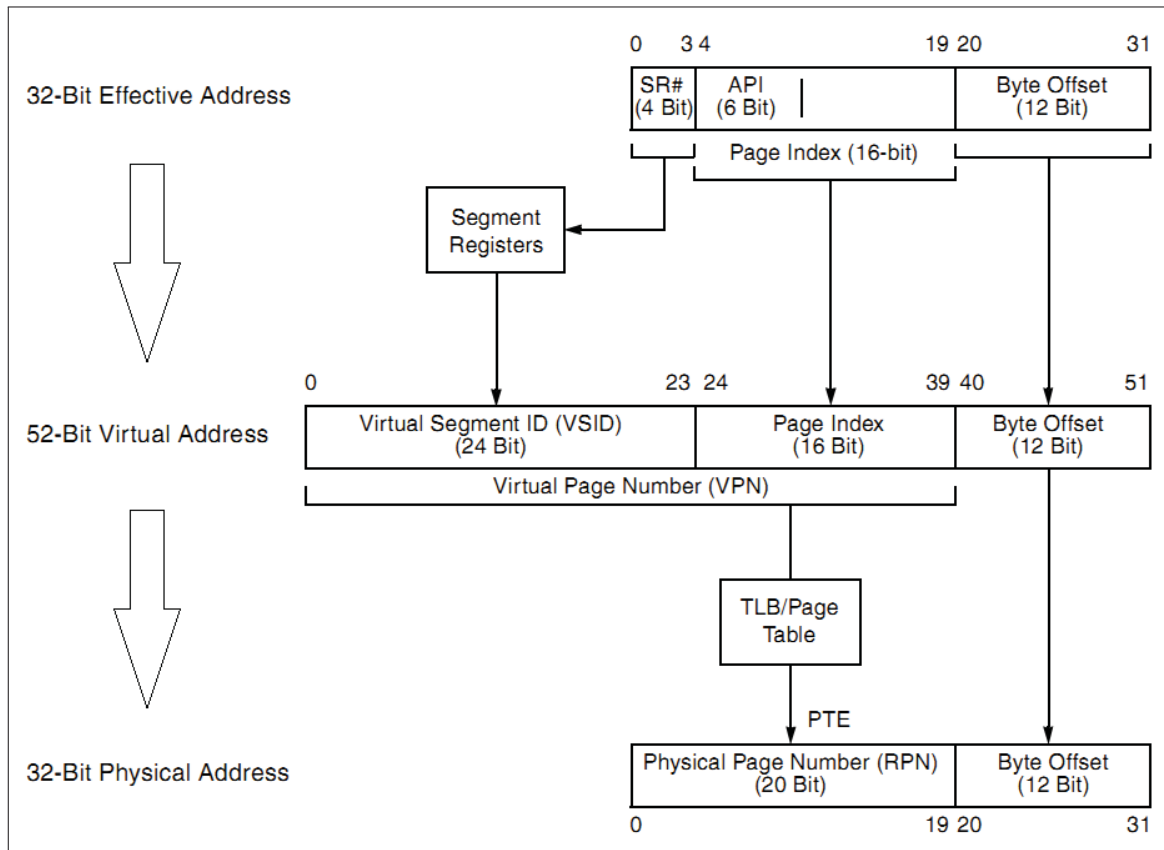 0 3 4 19 20 31
32-Bit Effective Address
SR#
(4 Bit)
API
(6 Bit)
Byte Offset
(12 Bit)
Page Index (16-bit)
Segment
Registers
0 23 24 39 40 51
52-Bit Virtual Address
Virtual Segment ID (VSID)
(24 Bit)
Page Index
(16 Bit)
Byte Offset
(12 Bit)
Virtual Page Number (VPN)
TLB/Page
Table
PTE
32-Bit Physical Address
Physical Page Number (RPN)
(20 Bit)
Byte Offset
(12 Bit)
0 19 20 31